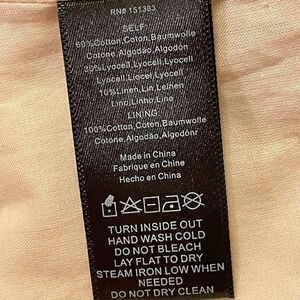 RN# 151383
SELF
60%Cotton,Coton,Baumwolle
Cotone,Algodão,Algodón
30%Lyocell,Lyocell,Lyocell
Lyocell,Liocel,Lyocell
10%Linen,Lin,Leinen
Lino,Linho,Lino
LINING:
100%Cotton,Coton,Baumwolle
Cotone,Algodão,Algodón
Made in China
Fabriqué en Chine
Hecho en China
TURN INSIDE OUT
HAND WASH COLD
DO NOT BLEACH
LAY FLAT TO DRY
STEAM IRON LOW WHEN
NEEDED
DO NOT DRY CLEAN